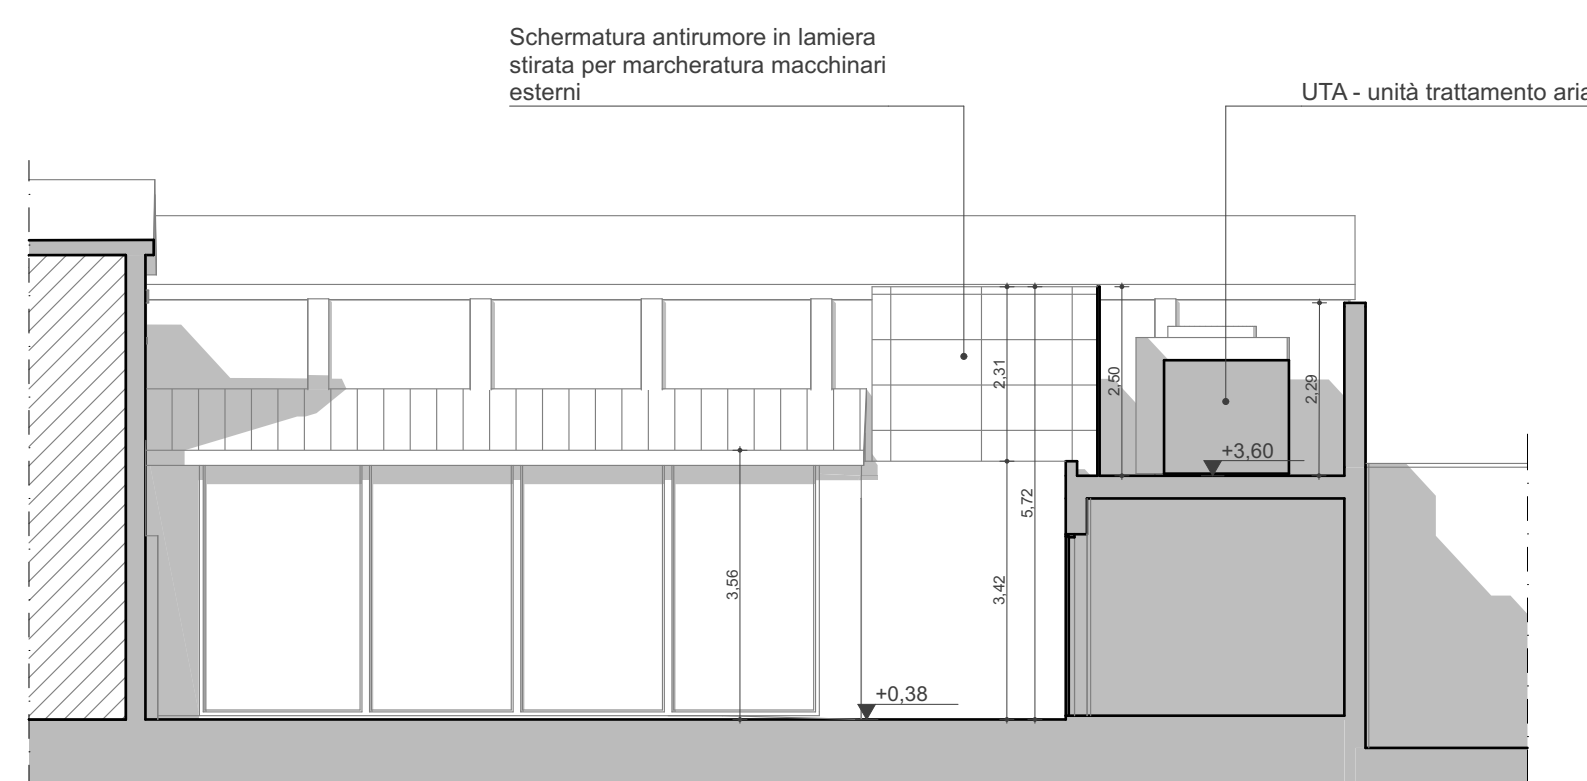 Schermatura antirumore in lamiera
stirata per marcheratura macchinari
esterni
UTA - unità trattamento aria
2,31
2,50
2,29
+3,60
5,72
3,56
3,42
+0,38